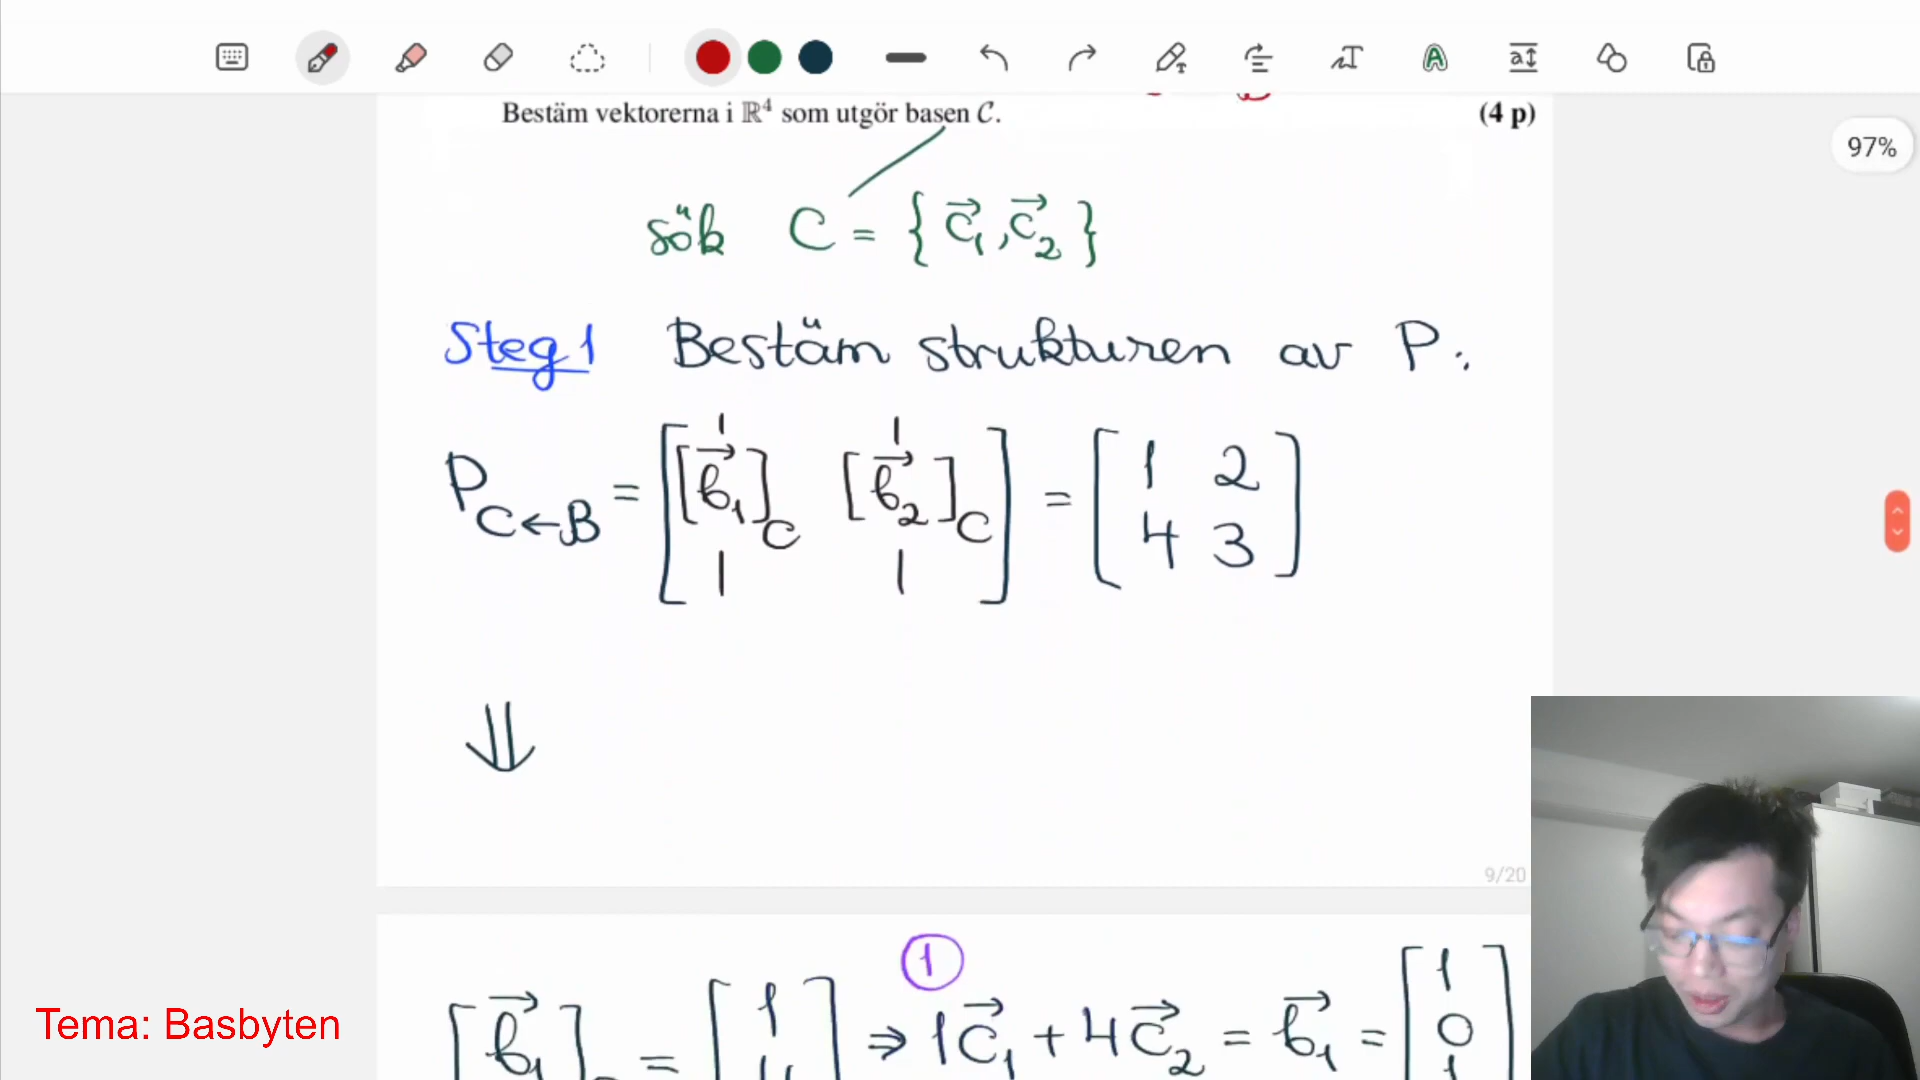 Bestäm vektorerna i ℝ⁴ som utgör basen 𝒞. (4 p)
97%
sök C = { c⃗₁, c⃗₂ }
Steg 1 Bestäm strukturen av P:
P_{C←B} = [ [b⃗₁]_C [b⃗₂]_C ] = [ 1 2
4 3 ]
⇓
9/20
①
[b⃗₁] = [ 1 ⇒ 1c⃗₁ + 4c⃗₂ = b⃗₁ = [ 1
0
Tema: Basbyten